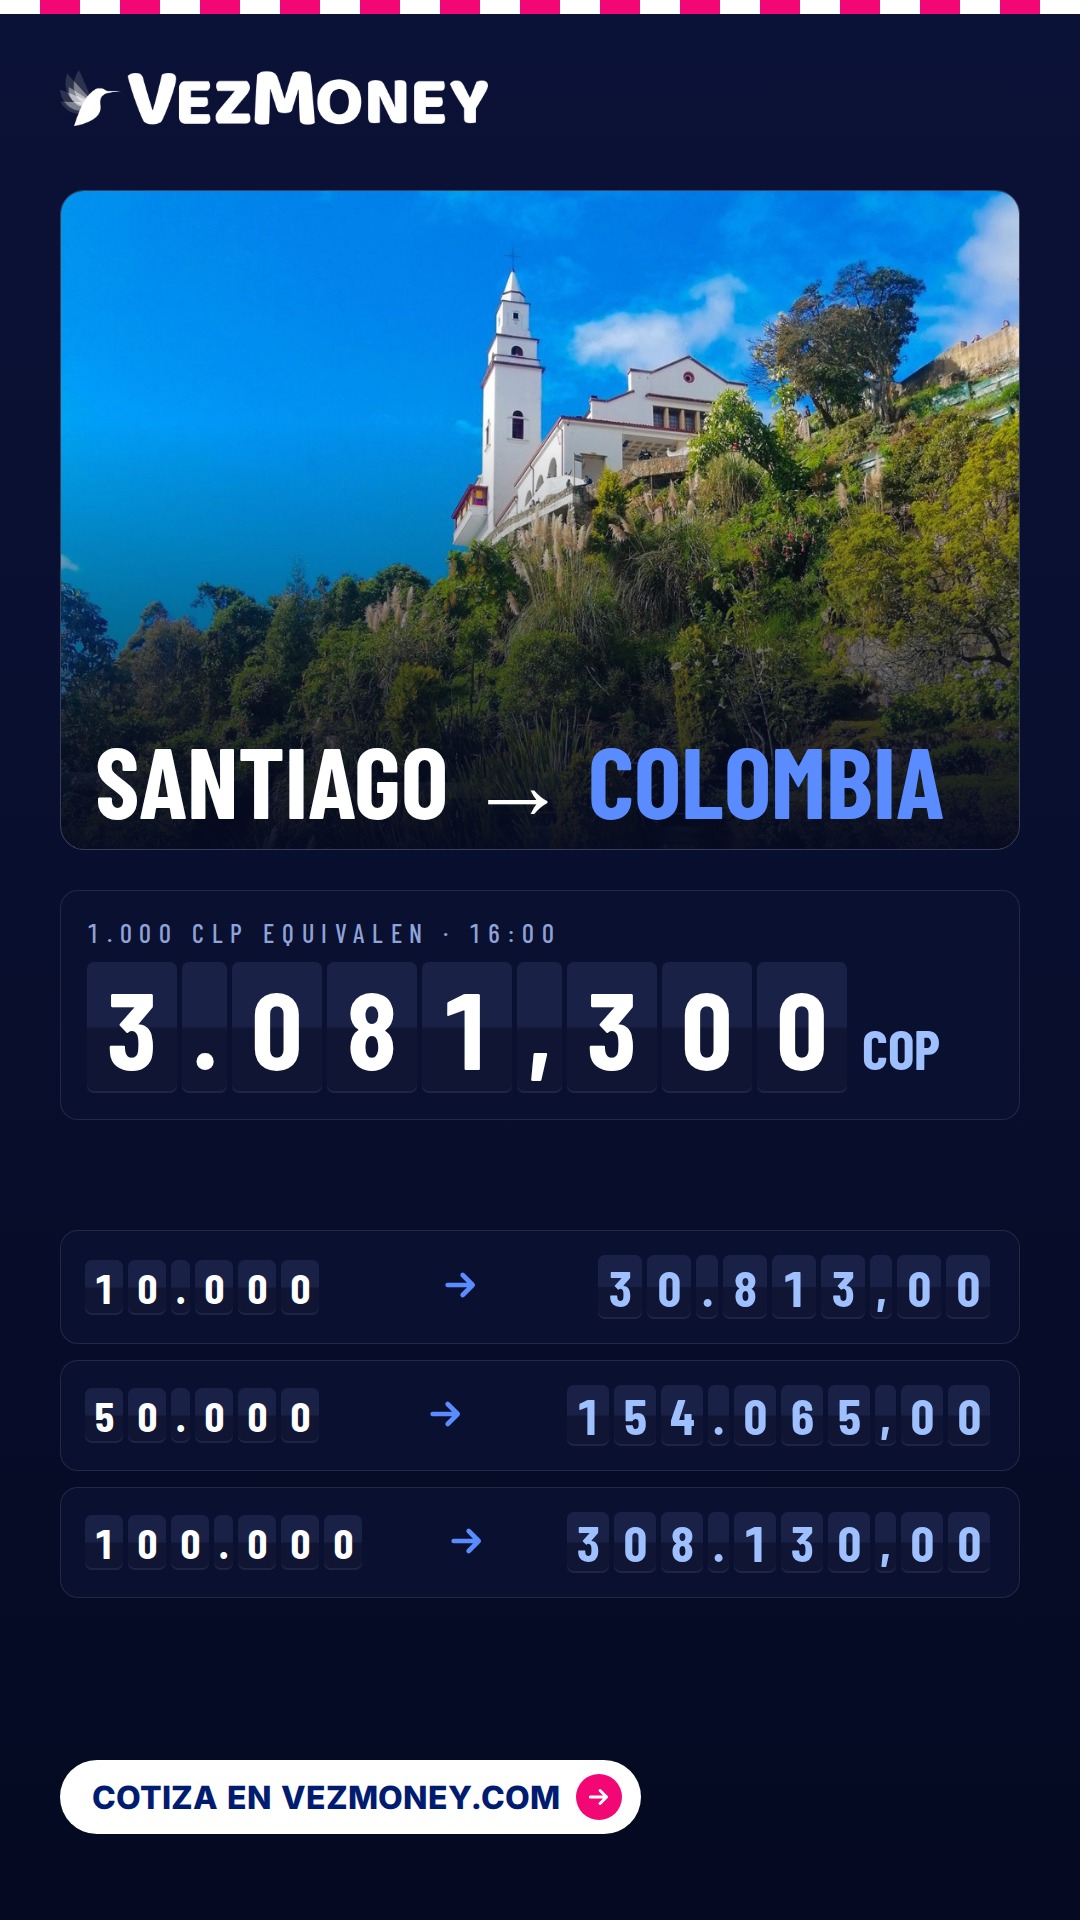 VEZMONEY
SANTIAGO → COLOMBIA
1.000 CLP EQUIVALEN · 16:00
3.081,300 COP
10.000 → 30.813,00
50.000 → 154.065,00
100.000 → 308.130,00
COTIZA EN VEZMONEY.COM →